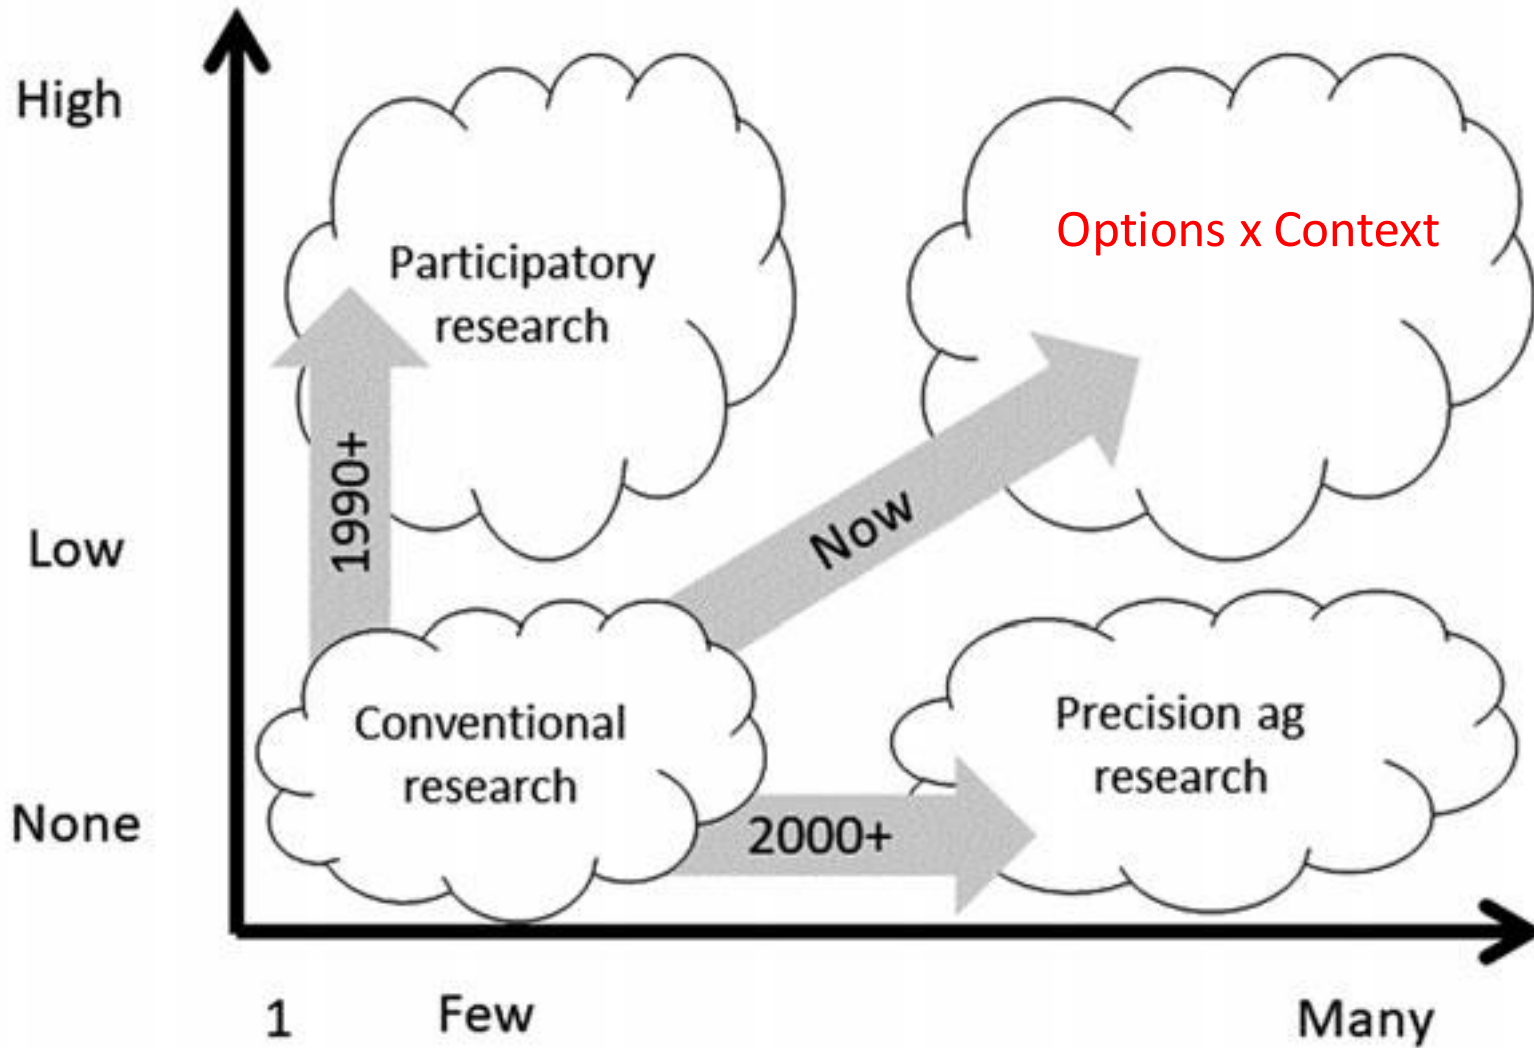 High
Options x Context
Participatory
research
1990+
Now
Low
Conventional
research
Precision ag
research
None
2000+
1
Few
Many